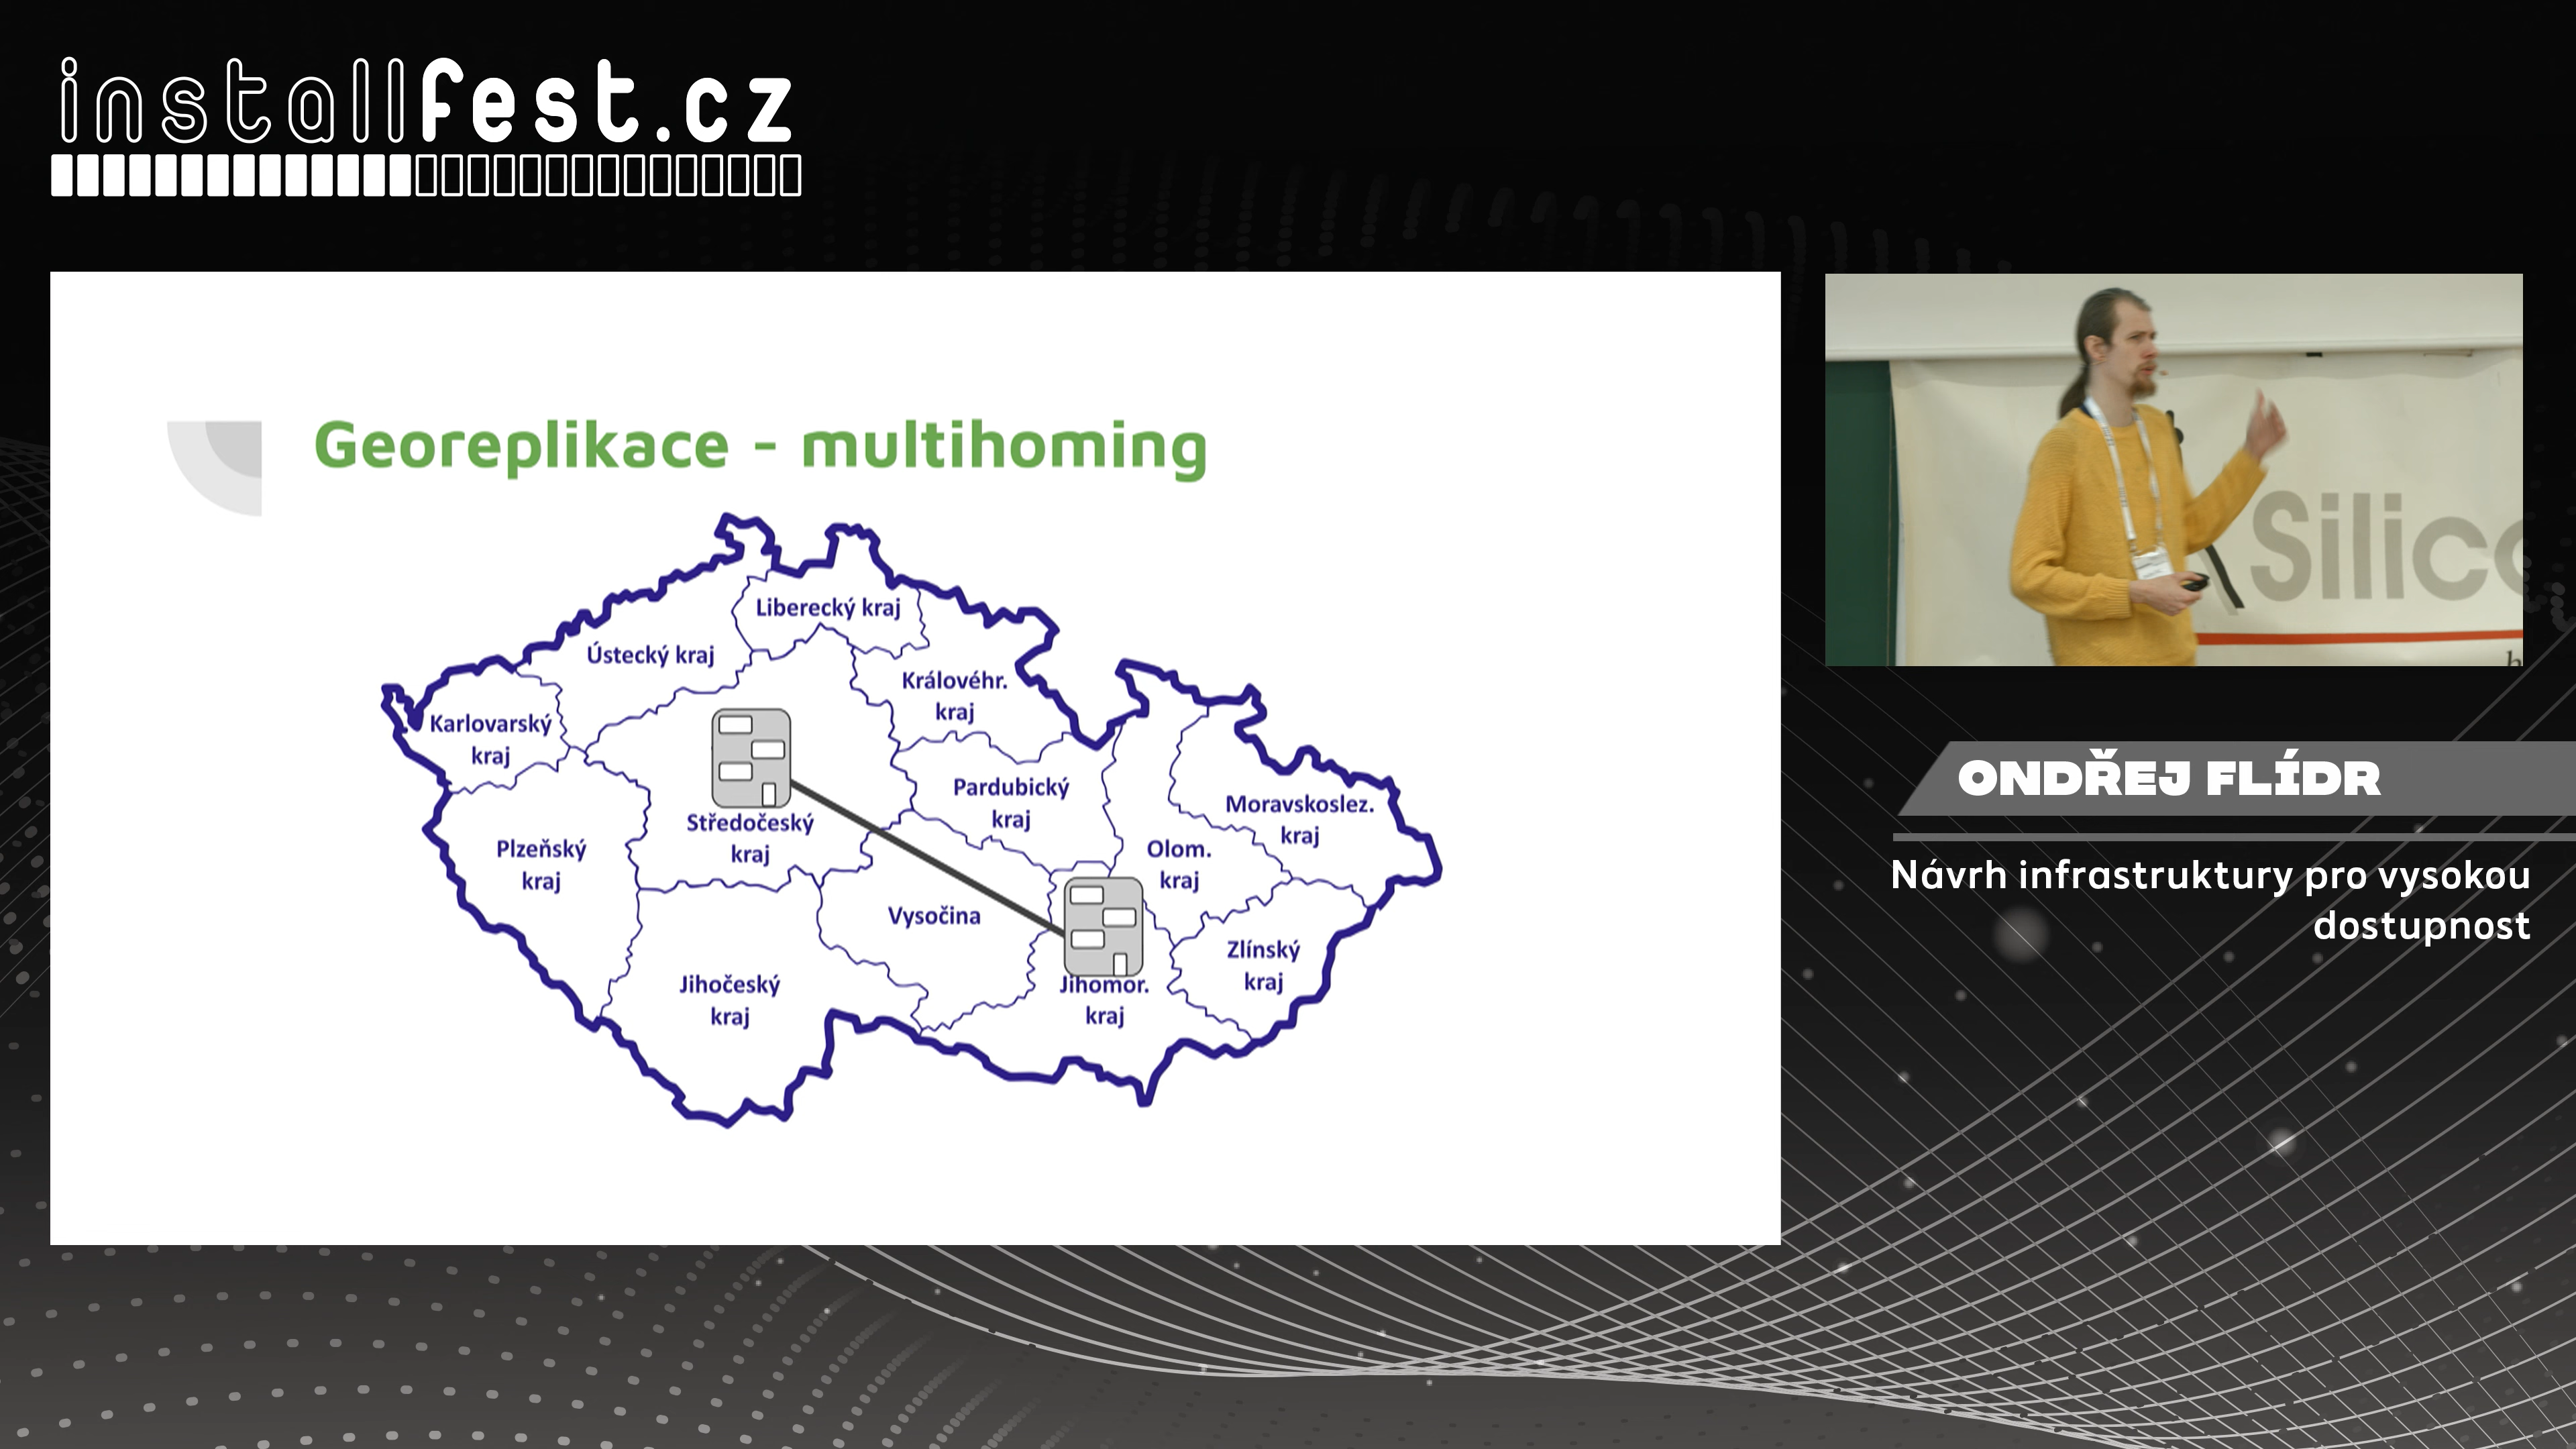 installfest.cz
Georeplikace - multihoming
Liberecký kraj
Ústecký kraj
Královéhr.
kraj
Karlovarský
kraj
Pardubický
kraj
Moravskoslez.
kraj
Středočeský
kraj
Plzeňský
kraj
Olom.
kraj
Vysočina
Zlínský
kraj
Jihočeský
kraj
Jihomor.
kraj
Silico
ONDŘEJ FLÍDR
Návrh infrastruktury pro vysokou
dostupnost